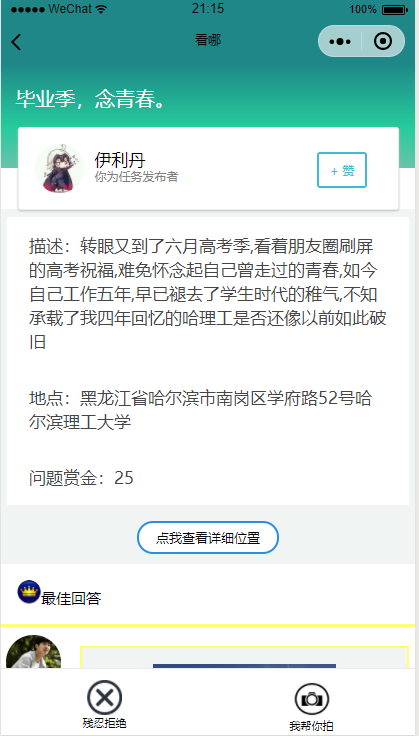 WeChat 21:15 100%
看哪
毕业季，念青春。
伊利丹
你为任务发布者
+ 赞
描述：转眼又到了六月高考季,看着朋友圈刷屏
的高考祝福,难免怀念起自己曾走过的青春,如今
自己工作五年,早已褪去了学生时代的稚气,不知
承载了我四年回忆的哈理工是否还像以前如此破
旧
地点：黑龙江省哈尔滨市南岗区学府路52号哈
尔滨理工大学
问题赏金：25
点我查看详细位置
最佳回答
残忍拒绝
我帮你拍